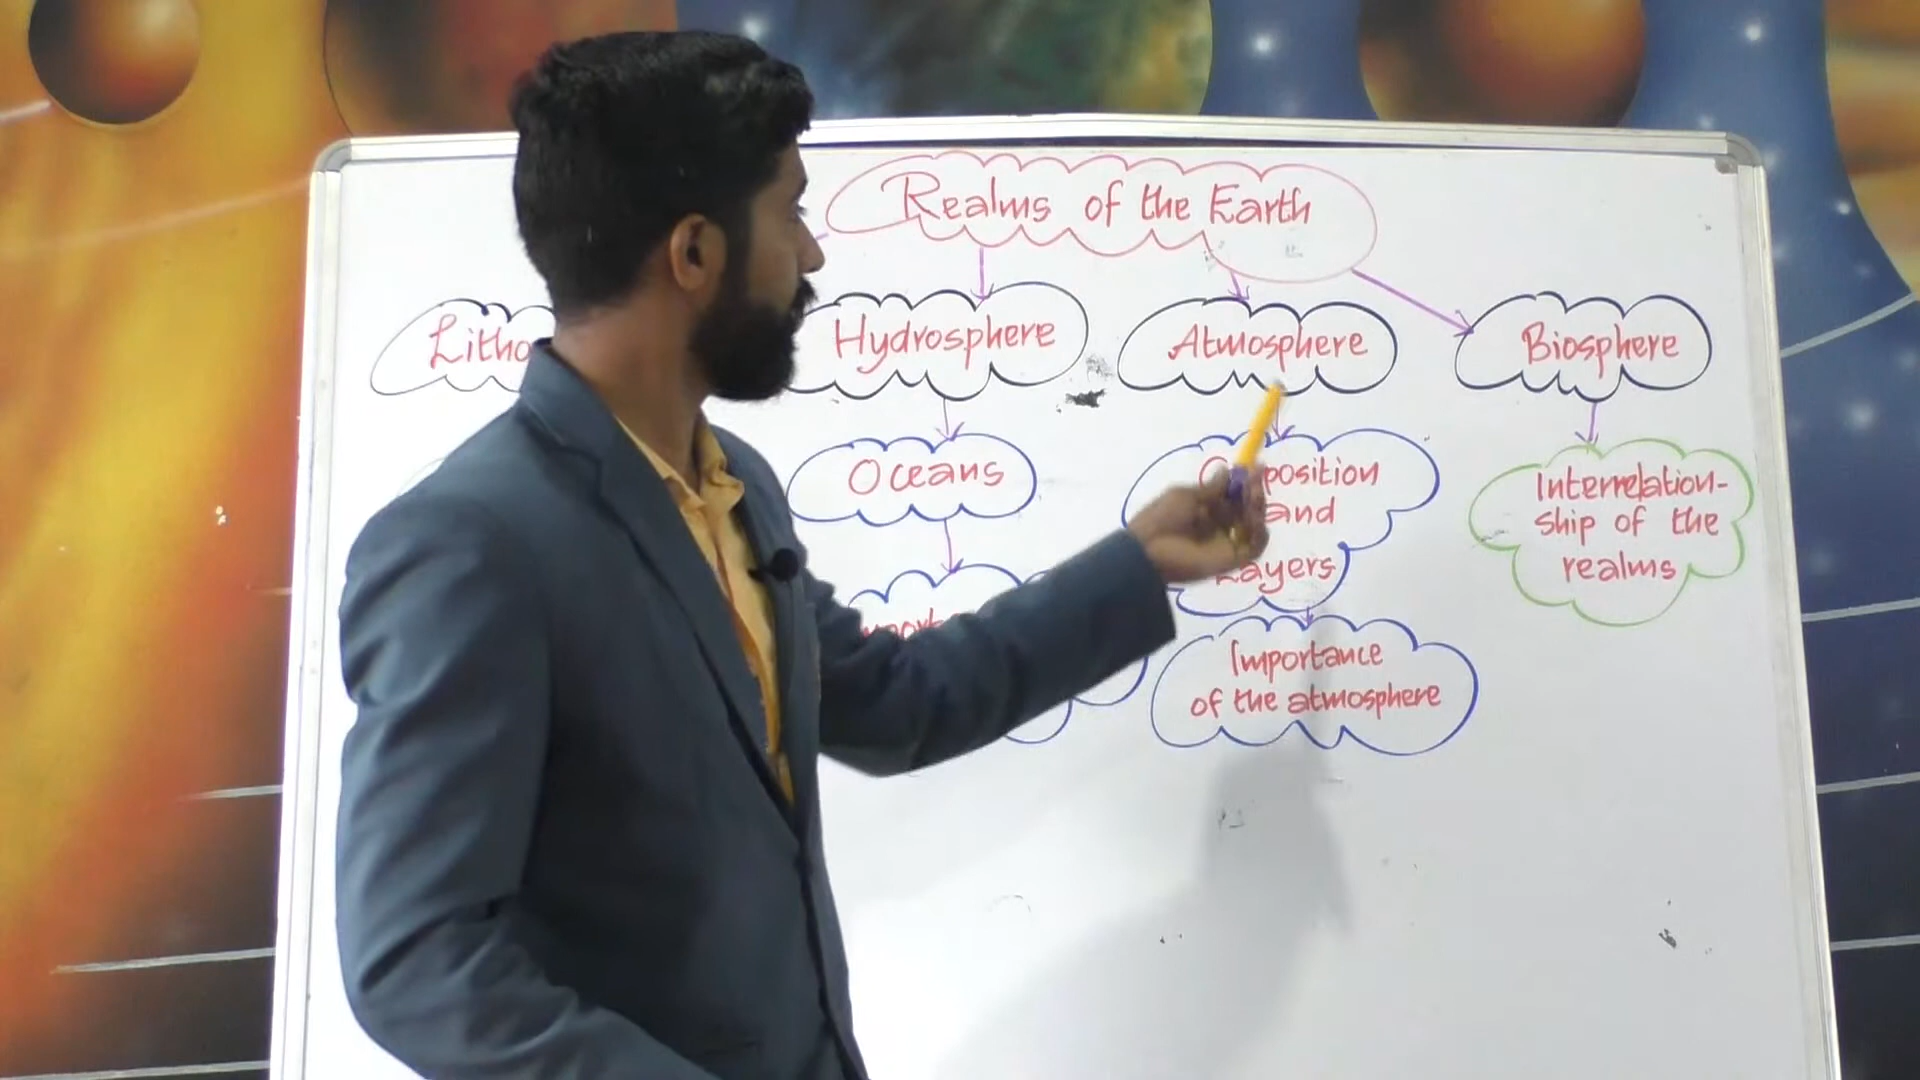 Realms of the Earth
Hydrosphere
Atmosphere
Biosphere
Oceans
and
Layers
Importance
of the atmosphere
Interrelation-
ship of the
realms